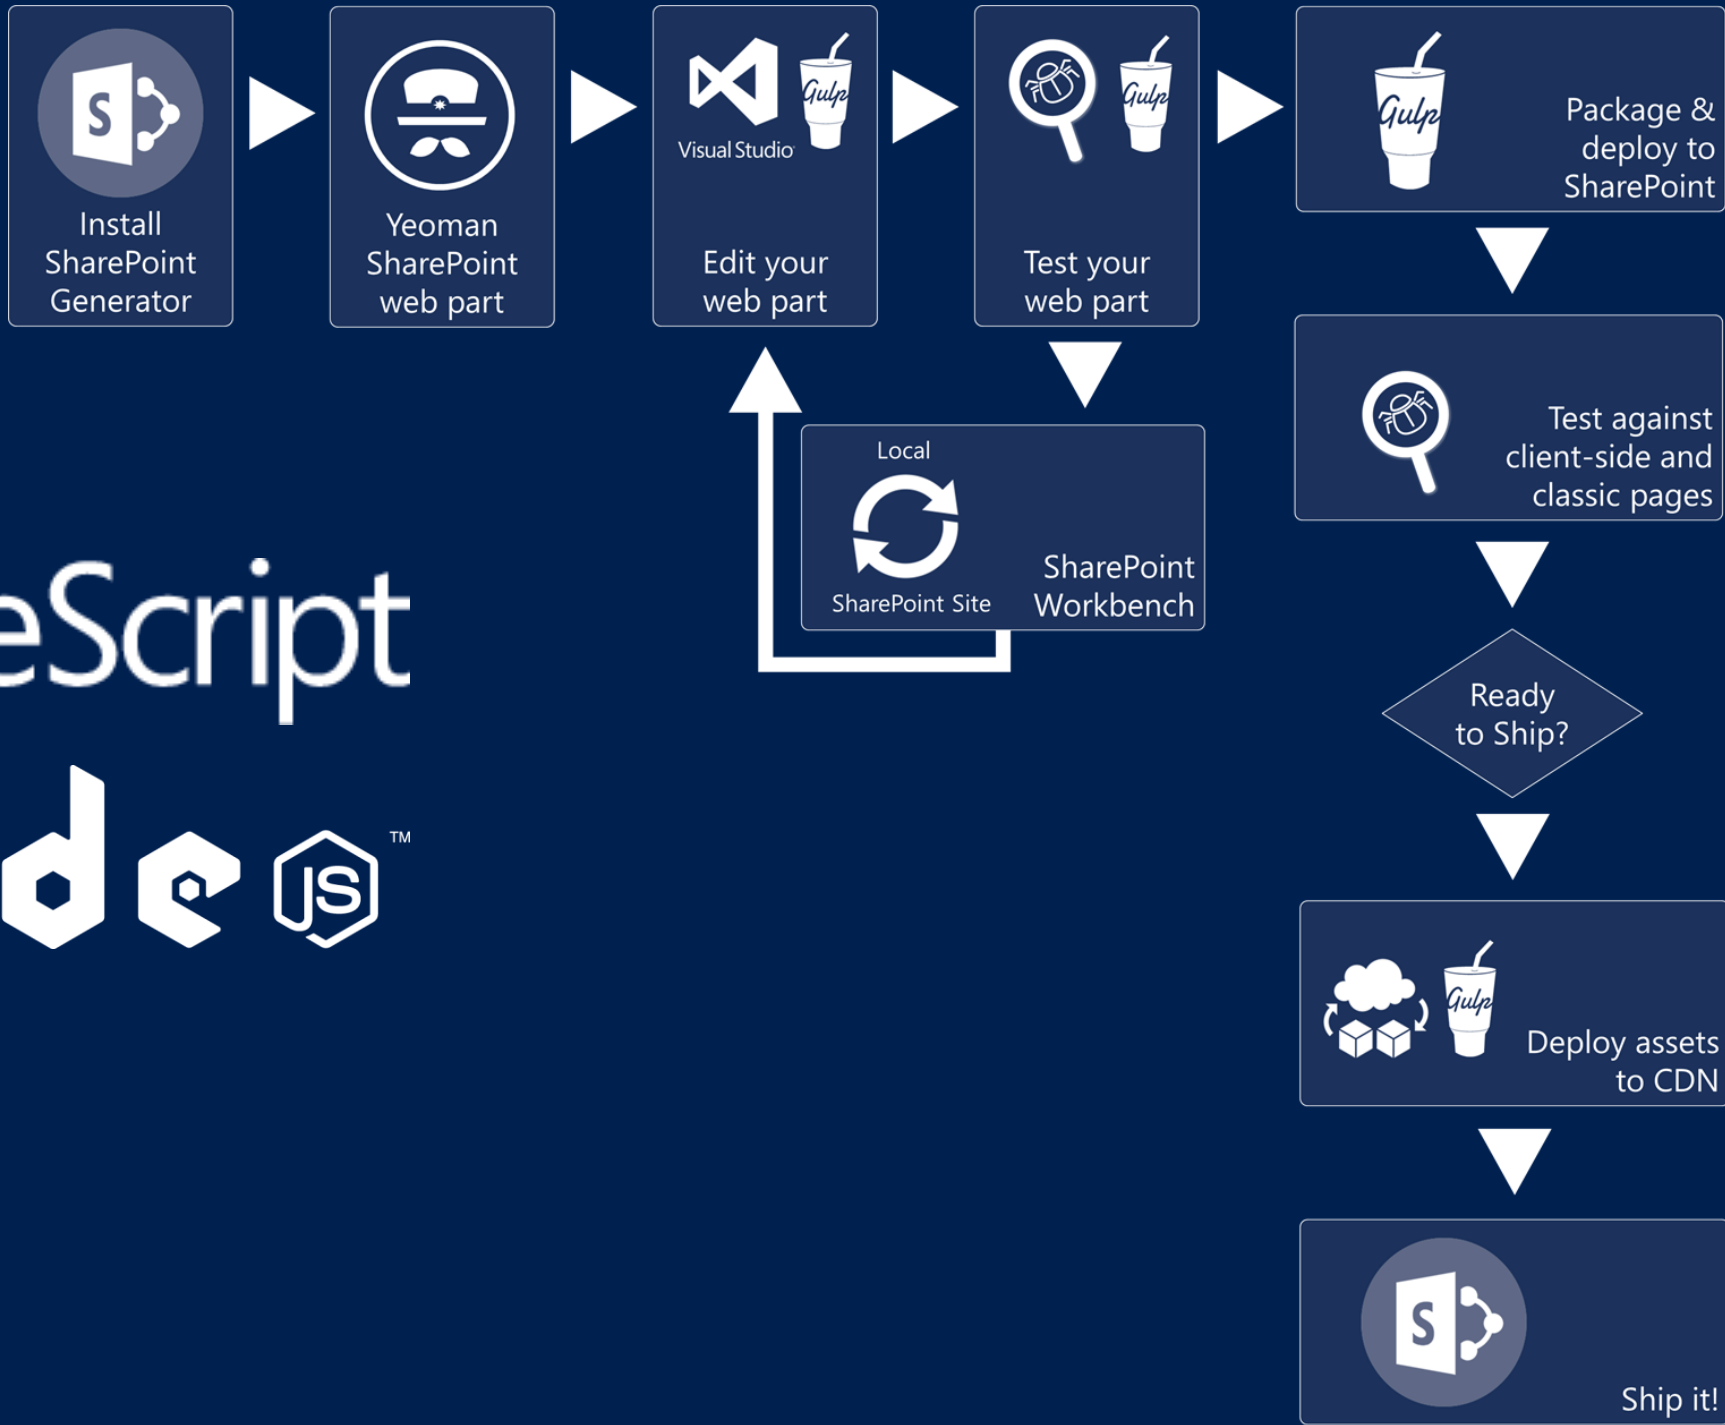 S
Install
SharePoint
Generator
Yeoman
SharePoint
web part
Visual Studio
Gulp
Edit your
web part
Gulp
Test your
web part
Gulp
Package &
deploy to
SharePoint
Local
SharePoint Site
SharePoint
Workbench
Test against
client-side and
classic pages
Ready
to Ship?
eScript
de JS TM
Gulp
Deploy assets
to CDN
S
Ship it!